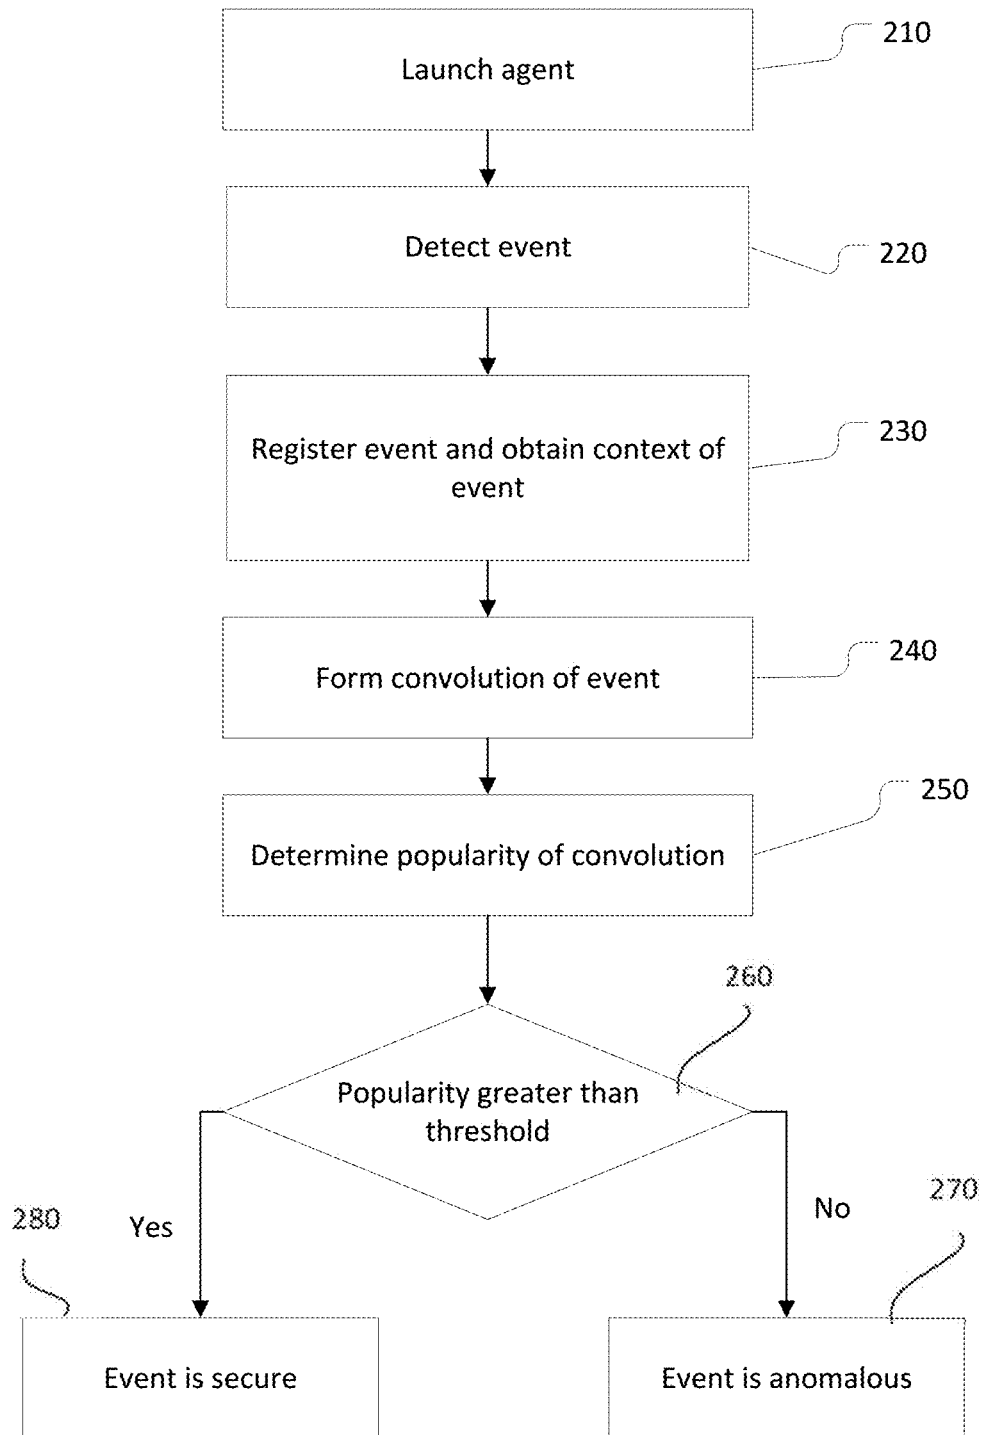 Launch agent
210
Detect event
220
Register event and obtain context of
event
230
Form convolution of event
240
Determine popularity of convolution
250
260
Popularity greater than
threshold
Yes
No
280
270
Event is secure
Event is anomalous